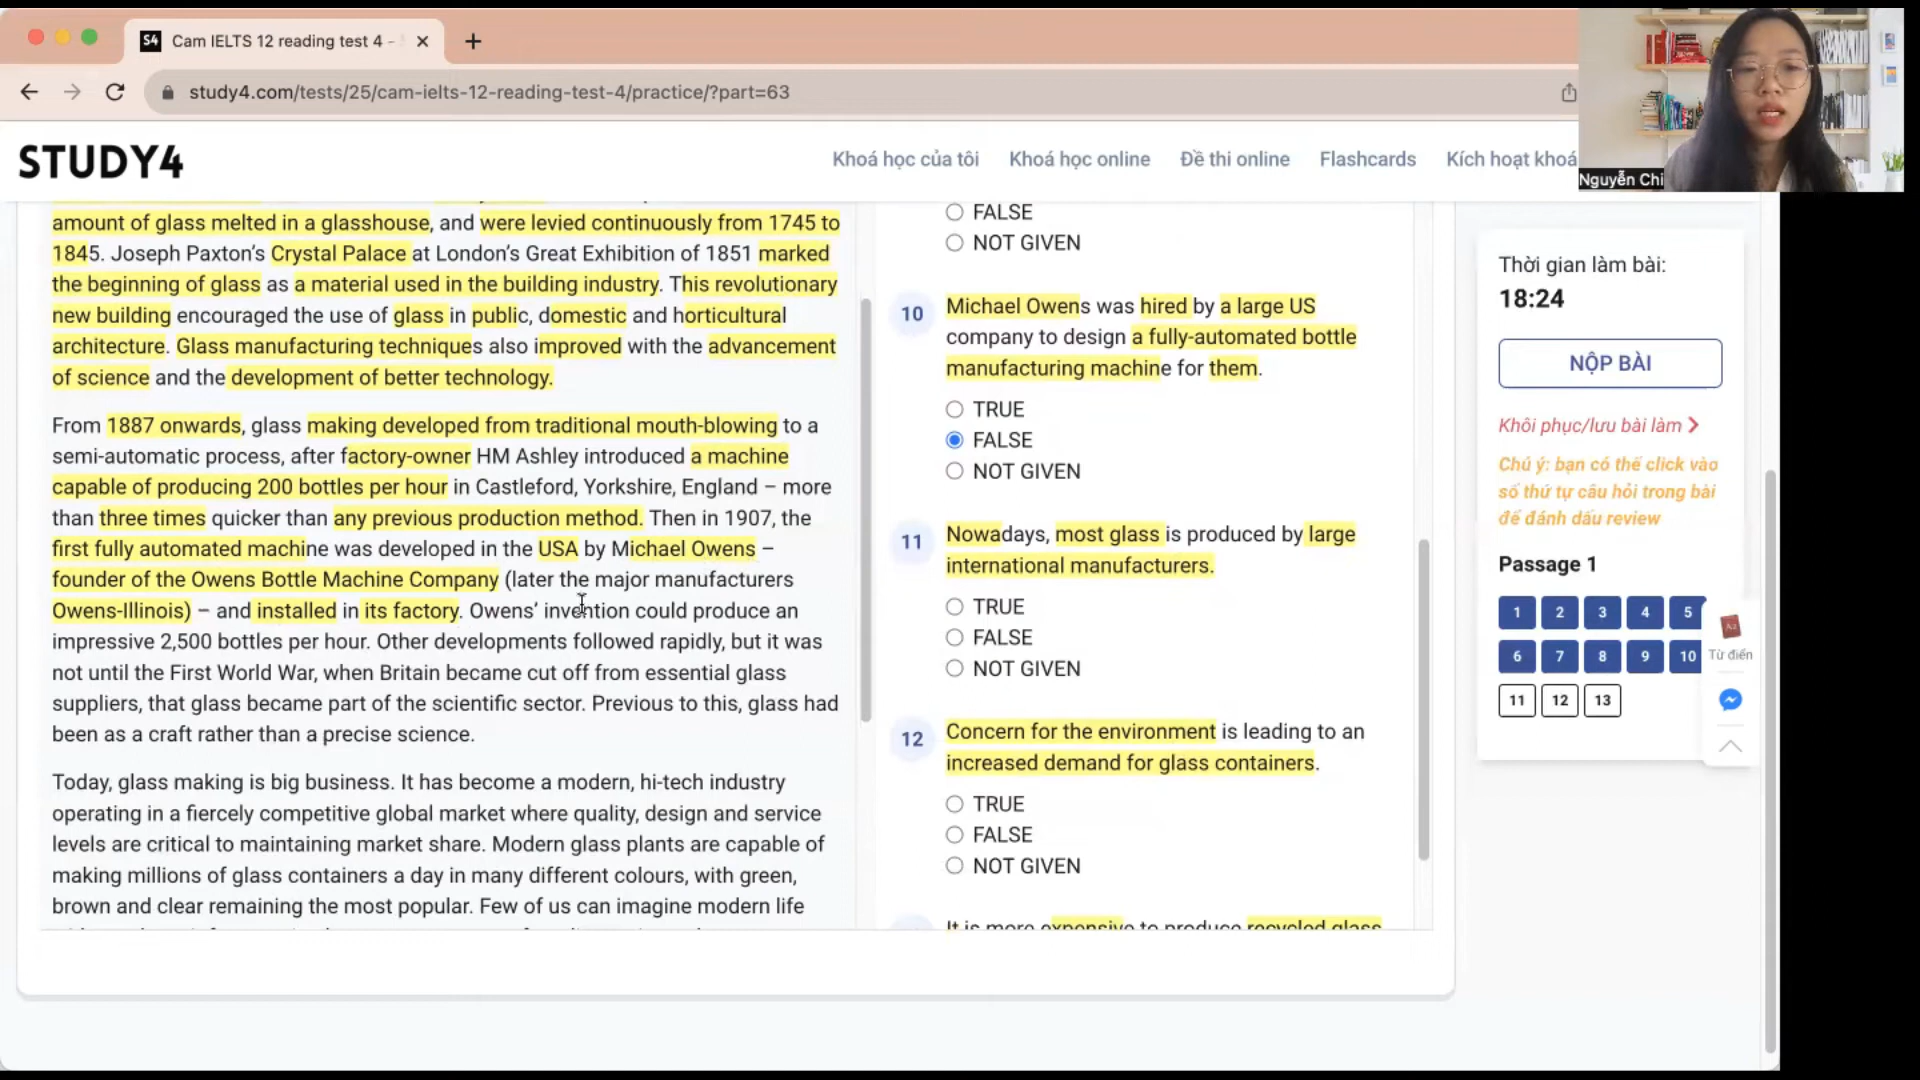 S4 Cam IELTS 12 reading test 4 -
study4.com/tests/25/cam-ielts-12-reading-test-4/practice/?part=63
STUDY4
Khoá học của tôi
Khoá học online
Đề thi online
Flashcards
Kích hoạt khoá
Nguyễn Chi
amount of glass melted in a glasshouse, and were levied continuously from 1745 to
1845. Joseph Paxton's Crystal Palace at London's Great Exhibition of 1851 marked
the beginning of glass as a material used in the building industry. This revolutionary
new building encouraged the use of glass in public, domestic and horticultural
architecture. Glass manufacturing techniques also improved with the advancement
of science and the development of better technology.
From 1887 onwards, glass making developed from traditional mouth-blowing to a
semi-automatic process, after factory-owner HM Ashley introduced a machine
capable of producing 200 bottles per hour in Castleford, Yorkshire, England – more
than three times quicker than any previous production method. Then in 1907, the
first fully automated machine was developed in the USA by Michael Owens –
founder of the Owens Bottle Machine Company (later the major manufacturers
Owens-Illinois) – and installed in its factory. Owens' invention could produce an
impressive 2,500 bottles per hour. Other developments followed rapidly, but it was
not until the First World War, when Britain became cut off from essential glass
suppliers, that glass became part of the scientific sector. Previous to this, glass had
been as a craft rather than a precise science.
Today, glass making is big business. It has become a modern, hi-tech industry
operating in a fiercely competitive global market where quality, design and service
levels are critical to maintaining market share. Modern glass plants are capable of
making millions of glass containers a day in many different colours, with green,
brown and clear remaining the most popular. Few of us can imagine modern life
FALSE
NOT GIVEN
10 Michael Owens was hired by a large US
company to design a fully-automated bottle
manufacturing machine for them.
TRUE
FALSE
NOT GIVEN
11 Nowadays, most glass is produced by large
international manufacturers.
TRUE
FALSE
NOT GIVEN
12 Concern for the environment is leading to an
increased demand for glass containers.
TRUE
FALSE
NOT GIVEN
It is more expensive to produce recycled glass
Thời gian làm bài:
18:24
NỘP BÀI
Khôi phục/lưu bài làm
Chú ý: bạn có thể click vào
số thứ tự câu hỏi trong bài
để đánh dấu review
Passage 1
1 2 3 4 5
6 7 8 9 10
11 12 13
Từ điển